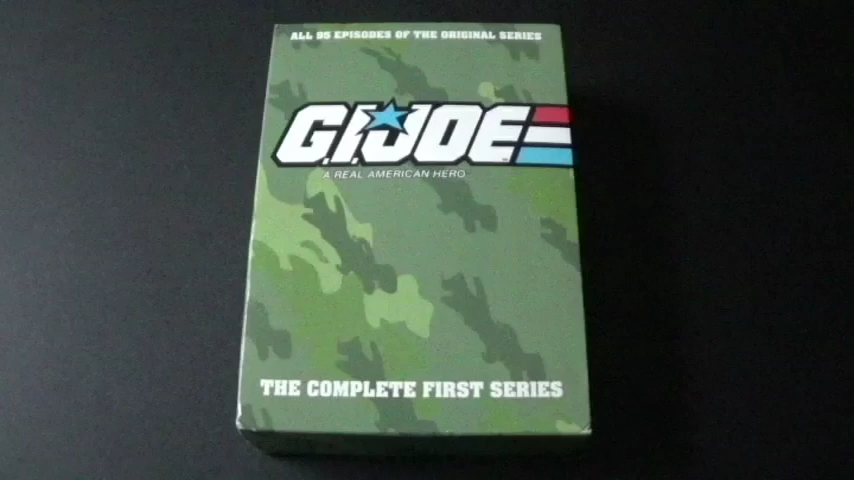 ALL 95 EPISODES OF THE ORIGINAL SERIES
G.I. JOE
A REAL AMERICAN HERO
THE COMPLETE FIRST SERIES